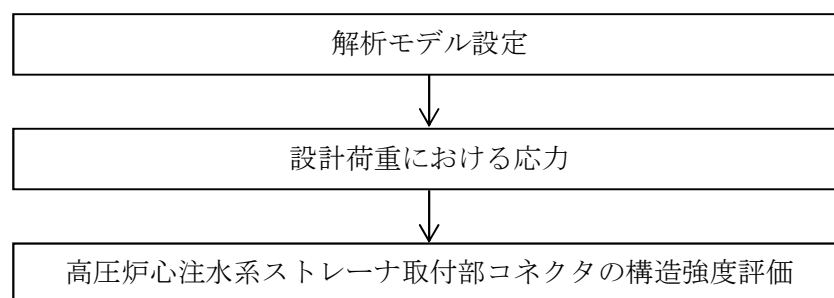 解析モデル設定
設計荷重における応力
高圧炉心注水系ストレーナ取付部コネクタの構造強度評価